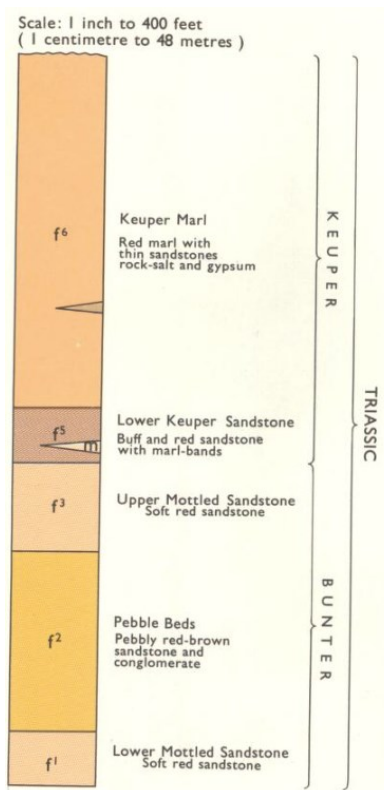 Scale: 1 inch to 400 feet
( 1 centimetre to 48 metres )
f⁶
Keuper Marl
Red marl with
thin sandstones
rock-salt and gypsum
KEUPER
f⁵
m
Lower Keuper Sandstone
Buff and red sandstone
with marl-bands
TRIASSIC
f³
Upper Mottled Sandstone
Soft red sandstone
f²
Pebble Beds
Pebbly red-brown
sandstone and
conglomerate
BUNTER
f¹
Lower Mottled Sandstone
Soft red sandstone